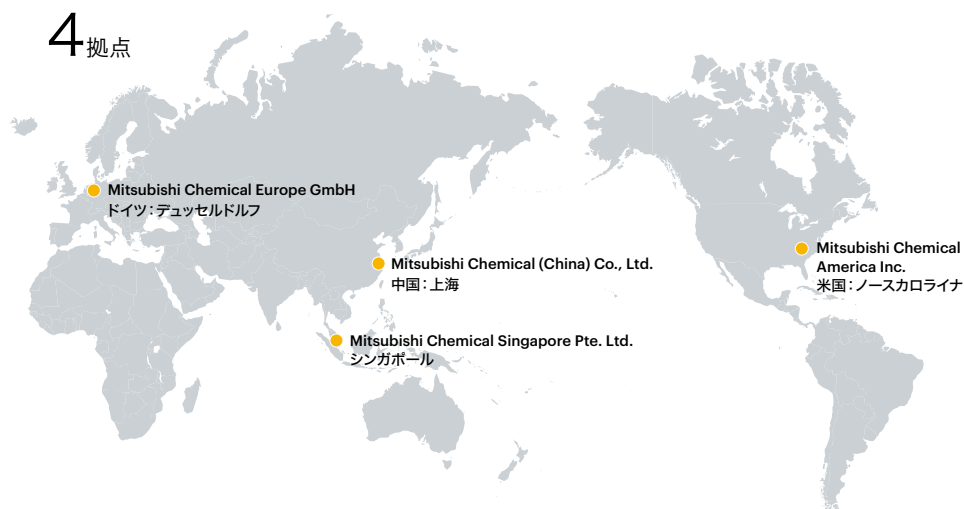 4拠点
Mitsubishi Chemical Europe GmbH
ドイツ：デュッセルドルフ
Mitsubishi Chemical (China) Co., Ltd.
中国：上海
Mitsubishi Chemical Singapore Pte. Ltd.
シンガポール
Mitsubishi Chemical
America Inc.
米国：ノースカロライナ